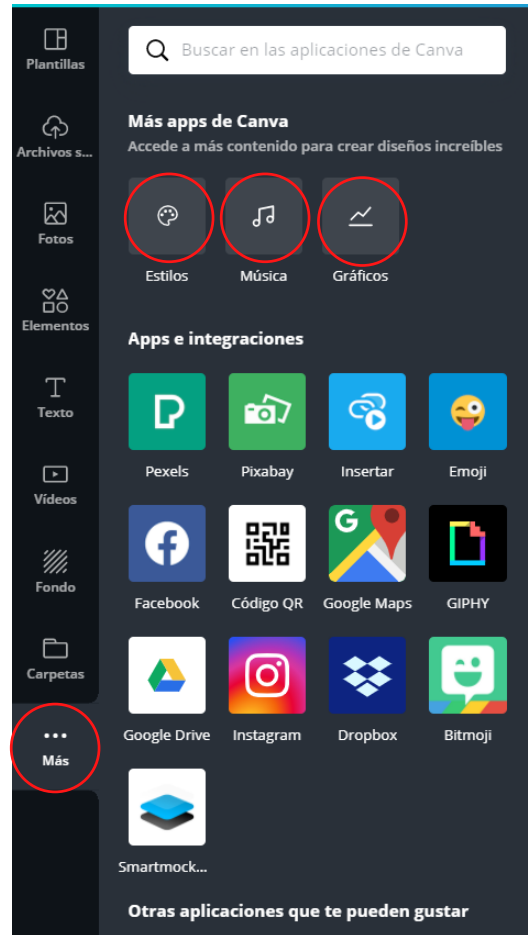 Plantillas
Archivos s...
Fotos
Elementos
Texto
Vídeos
Fondo
Carpetas
Más
Buscar en las aplicaciones de Canva
Más apps de Canva
Accede a más contenido para crear diseños increíbles
Estilos Música Gráficos
Apps e integraciones
Pexels Pixabay Insertar Emoji
G
Facebook Código QR Google Maps GIPHY
Google Drive Instagram Dropbox Bitmoji
Smartmock...
Otras aplicaciones que te pueden gustar